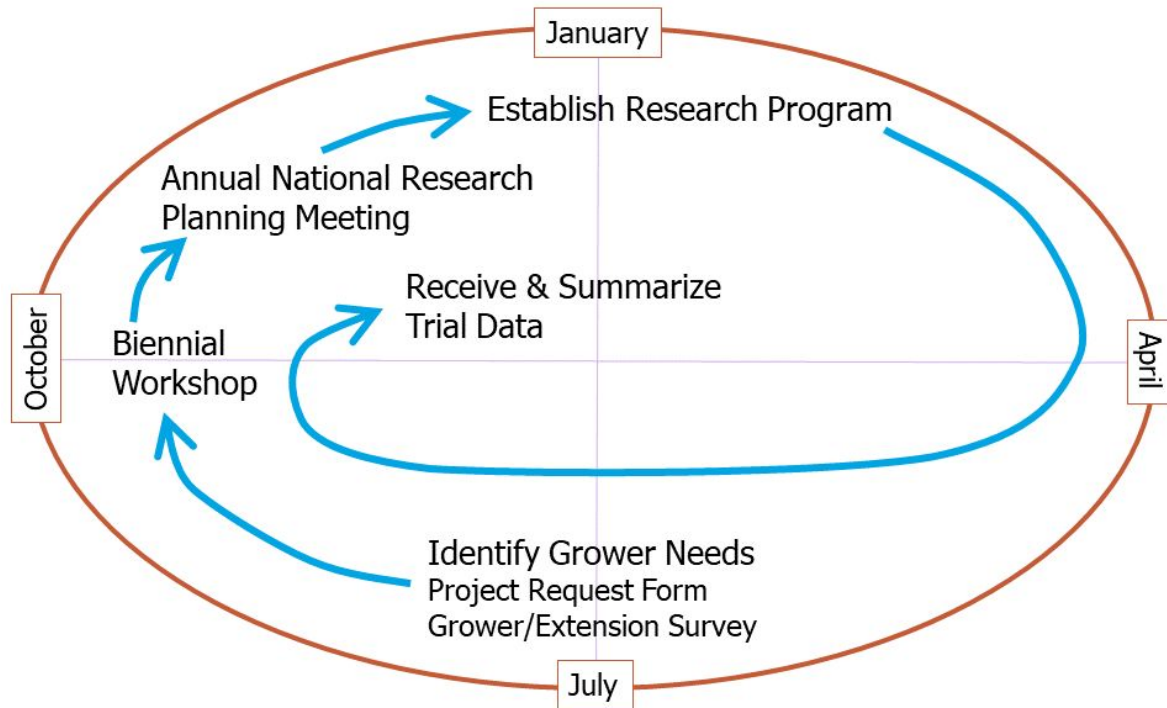 January
Establish Research Program
Annual National Research
Planning Meeting
Receive & Summarize
Trial Data
October
Biennial
Workshop
April
Identify Grower Needs
Project Request Form
Grower/Extension Survey
July